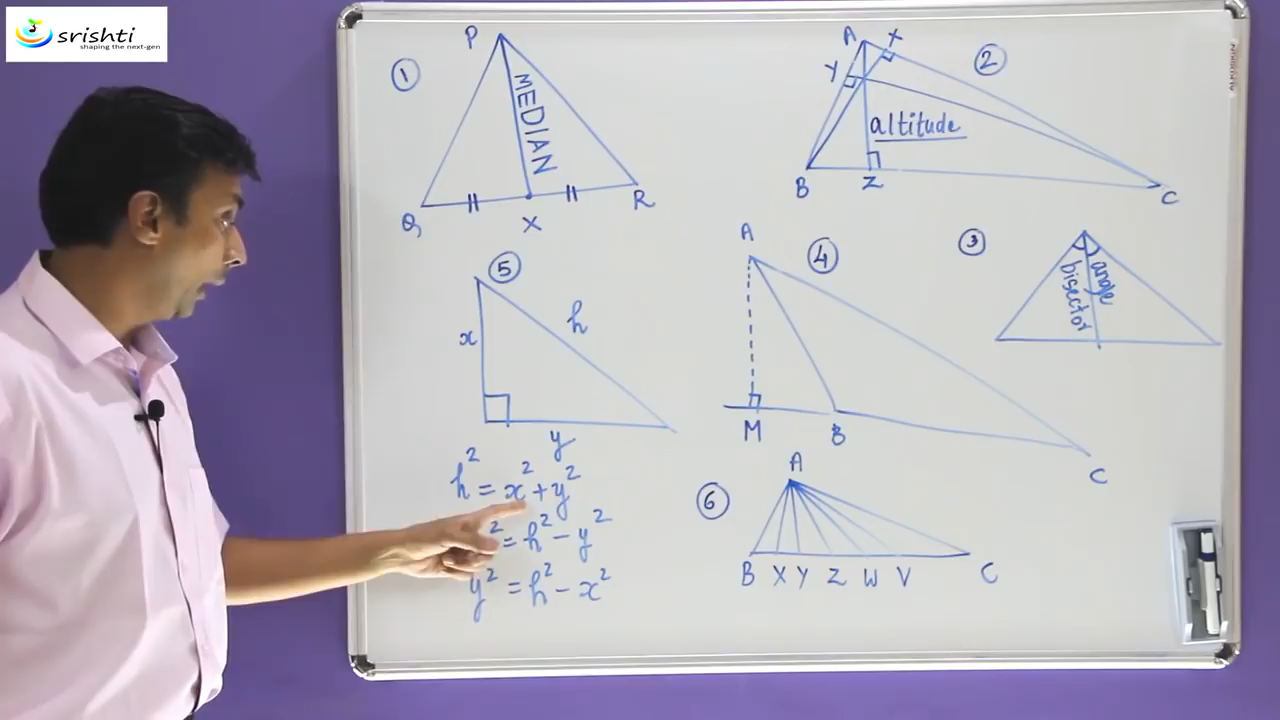 srishti
shaping the next-gen
①
P
MEDIAN
Q X R
②
A X
Y
altitude
B Z C
③
angle
bisector
④
A
M B C
⑤
x h
y
h² = x² + y²
² = h² - y²
y² = h² - x²
⑥
A
B X Y Z W V C